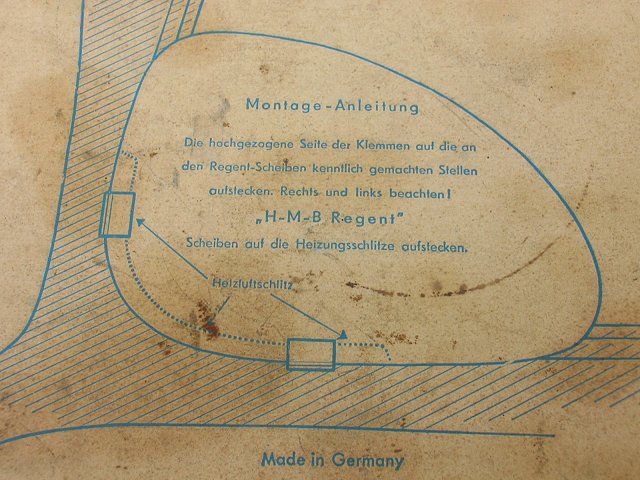 Montage-Anleitung
Die hochgezogene Seite der Klemmen auf die an
den Regent-Scheiben kenntlich gemachten Stellen
aufstecken. Rechts und links beachten!
„H-M-B Regent"
Scheiben auf die Heizungsschlitze aufstecken.
Heizluftschlitz
Made in Germany